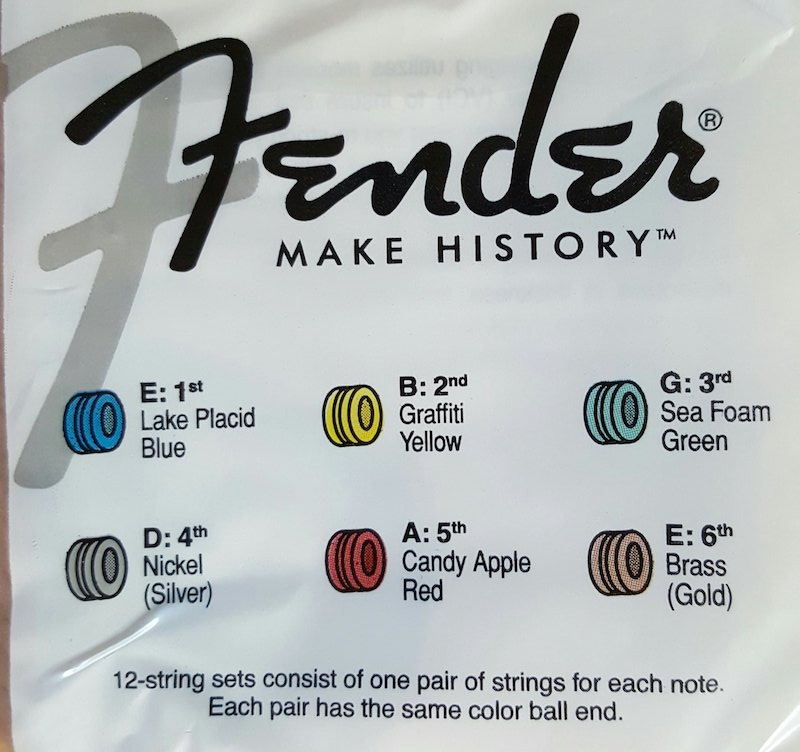 Fender®
MAKE HISTORY™
E: 1st
Lake Placid
Blue
B: 2nd
Graffiti
Yellow
G: 3rd
Sea Foam
Green
D: 4th
Nickel
(Silver)
A: 5th
Candy Apple
Red
E: 6th
Brass
(Gold)
12-string sets consist of one pair of strings for each note.
Each pair has the same color ball end.